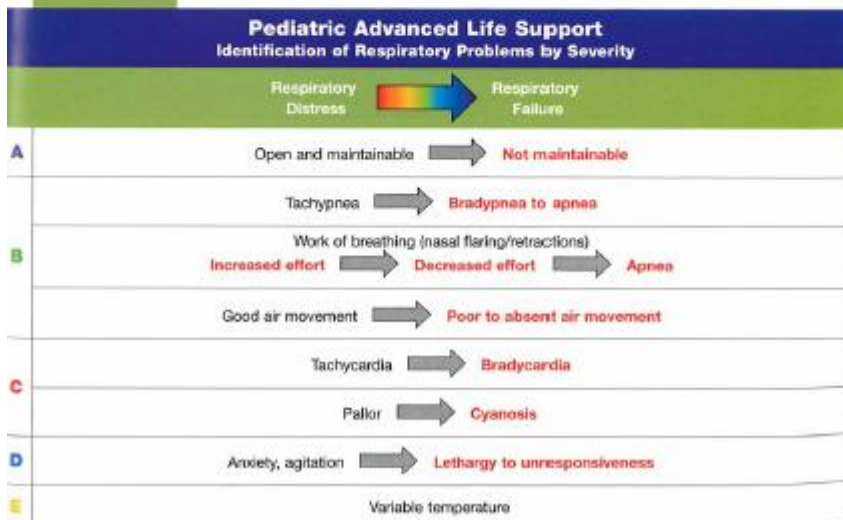 Pediatric Advanced Life Support
Identification of Respiratory Problems by Severity
Respiratory Distress Respiratory Failure
A
Open and maintainable Not maintainable
Tachypnea Bradypnea to apnea
B
Work of breathing (nasal flaring/retractions)
Increased effort Decreased effort Apnea
Good air movement Poor to absent air movement
C
Tachycardia Bradycardia
Pallor Cyanosis
D
Anxiety, agitation Lethargy to unresponsiveness
E
Variable temperature